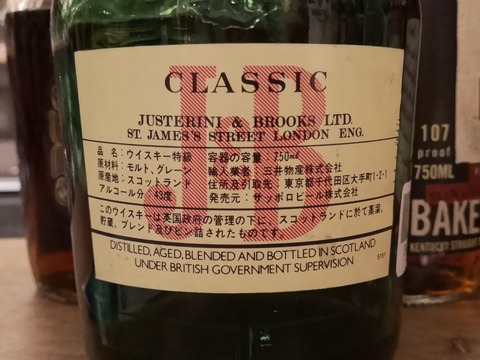 CLASSIC
J&B
JUSTERINI & BROOKS LTD.
ST. JAMES'S STREET LONDON ENG.
品名:ウイスキー特級 容器の容量 750ml
原材料:モルト、グレーン 輸入業者:三井物産株式会社
原産地:スコットランド 住所及引取先:東京都千代田区大手町1-2-1
アルコール分 43度 発売元:サッポロビール株式会社
このウイスキーは英国政府の管理の下に、スコットランドに於て蒸溜、
貯蔵、ブレンド及びビン詰されたものです。
DISTILLED, AGED, BLENDED AND BOTTLED IN SCOTLAND
UNDER BRITISH GOVERNMENT SUPERVISION
107
proof
750ML
BAKE
KENTUCKY STRAIGHT